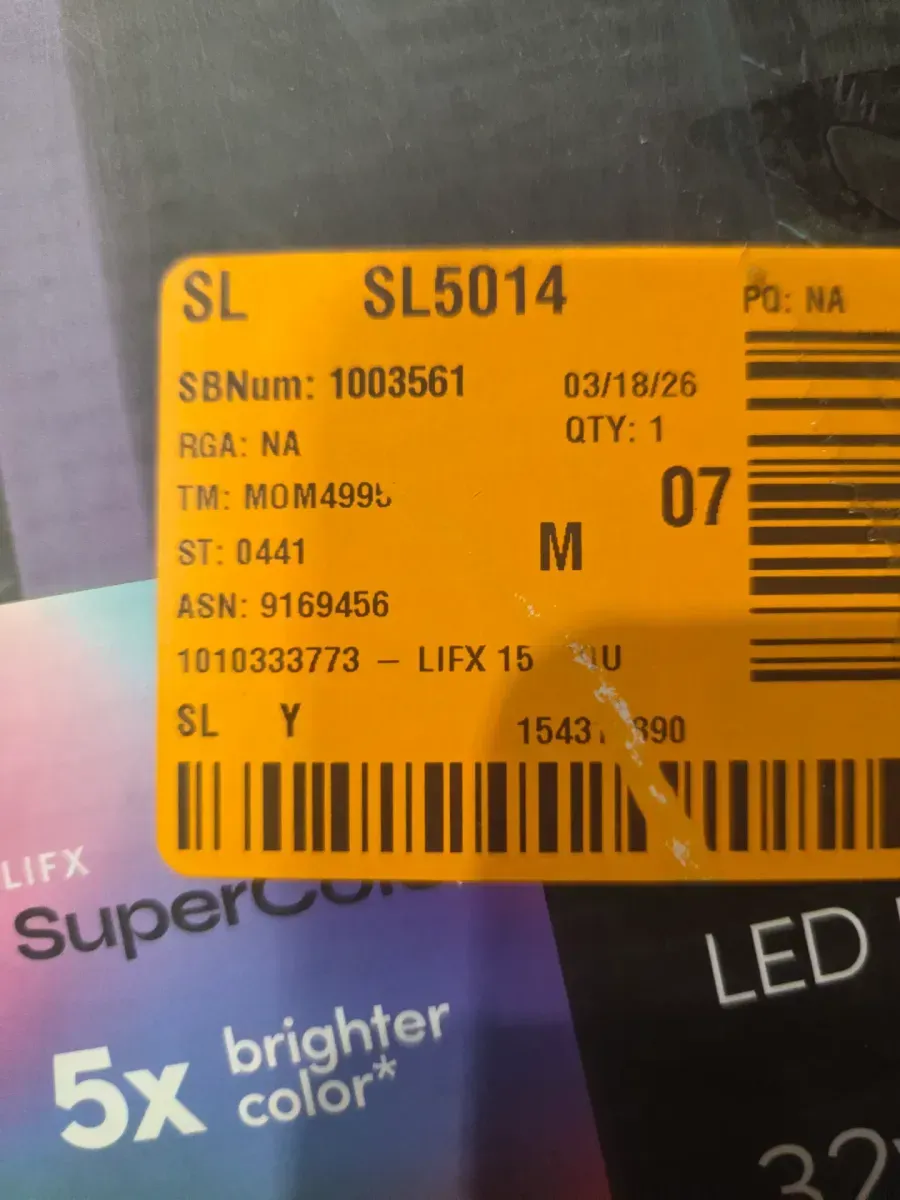 SL SL5014 PQ: NA
SBNum: 1003561 03/18/26
RGA: NA QTY: 1
TM: 07
ST: 0441 M
ASN: 9169456
1010333773 – LIFX 15
SL Y
LIFX
5x brighter
color*
LED